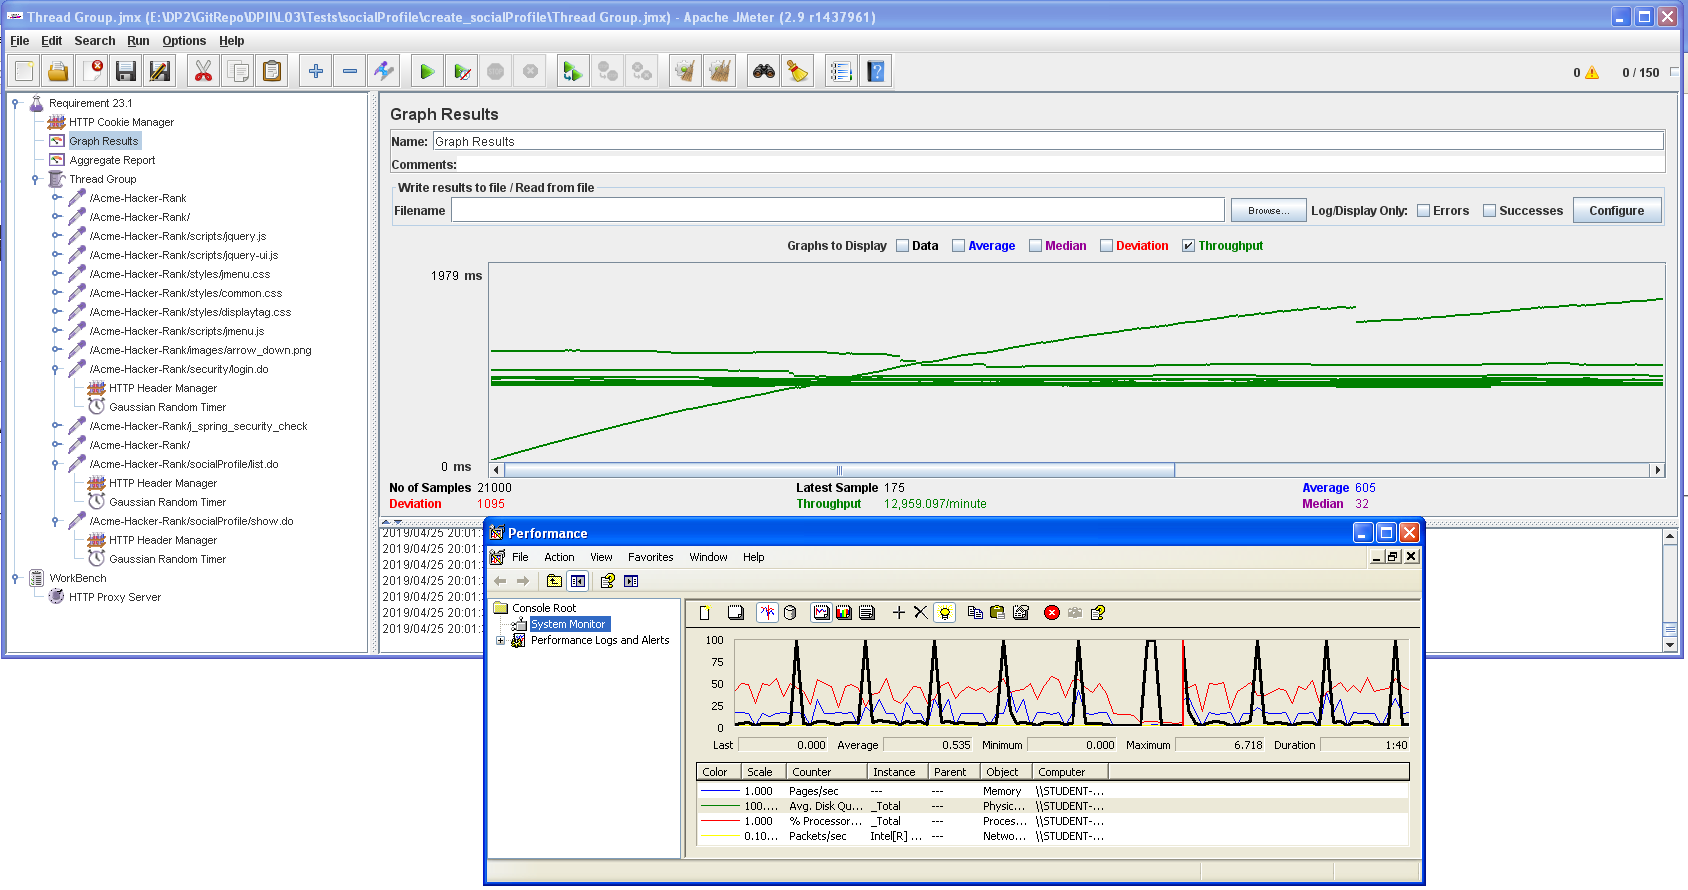 Thread Group.jmx (E:\DP2\GitRepo\DPII\L03\Tests\socialProfile\create_socialProfile\Thread Group.jmx) - Apache JMeter (2.9 r1437961)
File Edit Search Run Options Help
0 0 / 150
Requirement 23.1
HTTP Cookie Manager
Graph Results
Aggregate Report
Thread Group
/Acme-Hacker-Rank
/Acme-Hacker-Rank/
/Acme-Hacker-Rank/scripts/jquery.js
/Acme-Hacker-Rank/scripts/jquery-ui.js
/Acme-Hacker-Rank/styles/jmenu.css
/Acme-Hacker-Rank/styles/common.css
/Acme-Hacker-Rank/styles/displaytag.css
/Acme-Hacker-Rank/scripts/jmenu.js
/Acme-Hacker-Rank/images/arrow_down.png
/Acme-Hacker-Rank/security/login.do
HTTP Header Manager
Gaussian Random Timer
/Acme-Hacker-Rank/j_spring_security_check
/Acme-Hacker-Rank/
/Acme-Hacker-Rank/socialProfile/list.do
HTTP Header Manager
Gaussian Random Timer
/Acme-Hacker-Rank/socialProfile/show.do
HTTP Header Manager
Gaussian Random Timer
WorkBench
HTTP Proxy Server
Graph Results
Name: Graph Results
Comments:
Write results to file / Read from file
Filename Browse... Log/Display Only: Errors Successes Configure
Graphs to Display Data Average Median Deviation Throughput
1979 ms
0 ms
No of Samples 21000 Latest Sample 175 Average 605
Deviation 1095 Throughput 12,959.097/minute Median 32
2019/04/25 20:01:
2019/04/25 20:01:
2019/04/25 20:01:
2019/04/25 20:01:
2019/04/25 20:01:
2019/04/25 20:01:
2019/04/25 20:01:
Performance
File Action View Favorites Window Help
Console Root
System Monitor
Performance Logs and Alerts
100
75
50
25
0
Last 0.000 Average 0.535 Minimum 0.000 Maximum 6.718 Duration 1:40
Color Scale Counter Instance Parent Object Computer
1.000 Pages/sec --- --- Memory \\STUDENT-...
100.... Avg. Disk Qu... _Total --- Physic... \\STUDENT-...
1.000 % Processor... _Total --- Proces... \\STUDENT-...
0.10... Packets/sec Intel[R] ... --- Netwo... \\STUDENT-...